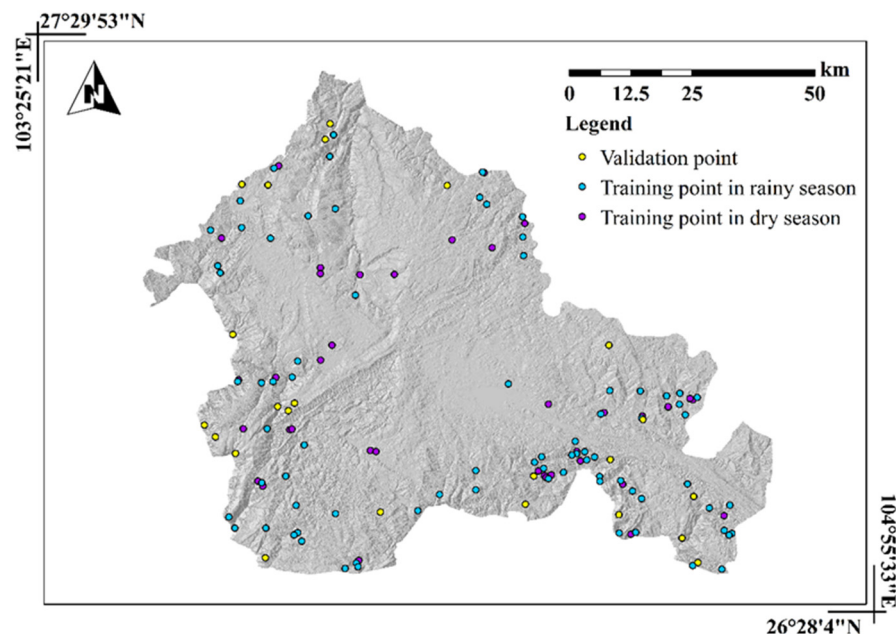 27°29'53"N
103°25'21"E
N
km
0 12.5 25 50
Legend
Validation point
Training point in rainy season
Training point in dry season
104°55'33"E
26°28'4"N